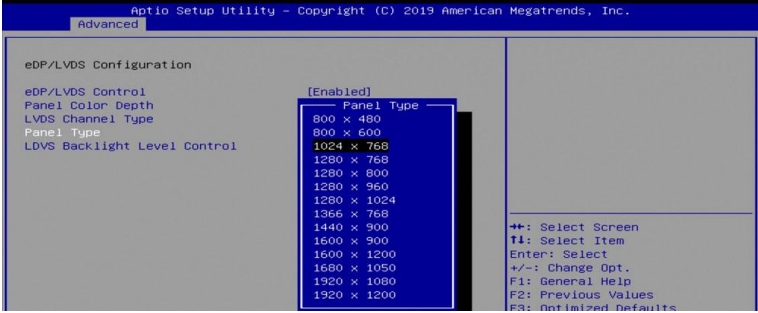 Aptio Setup Utility – Copyright (C) 2019 American Megatrends, Inc.
Advanced
eDP/LVDS Configuration
eDP/LVDS Control [Enabled]
Panel Color Depth
LVDS Channel Type
Panel Type
LDVS Backlight Level Control
Panel Type
800 x 480
800 x 600
1024 x 768
1280 x 768
1280 x 800
1280 x 960
1280 x 1024
1366 x 768
1440 x 900
1600 x 900
1600 x 1200
1680 x 1050
1920 x 1080
1920 x 1200
→←: Select Screen
↑↓: Select Item
Enter: Select
+/-: Change Opt.
F1: General Help
F2: Previous Values
F3: Optimized Defaults